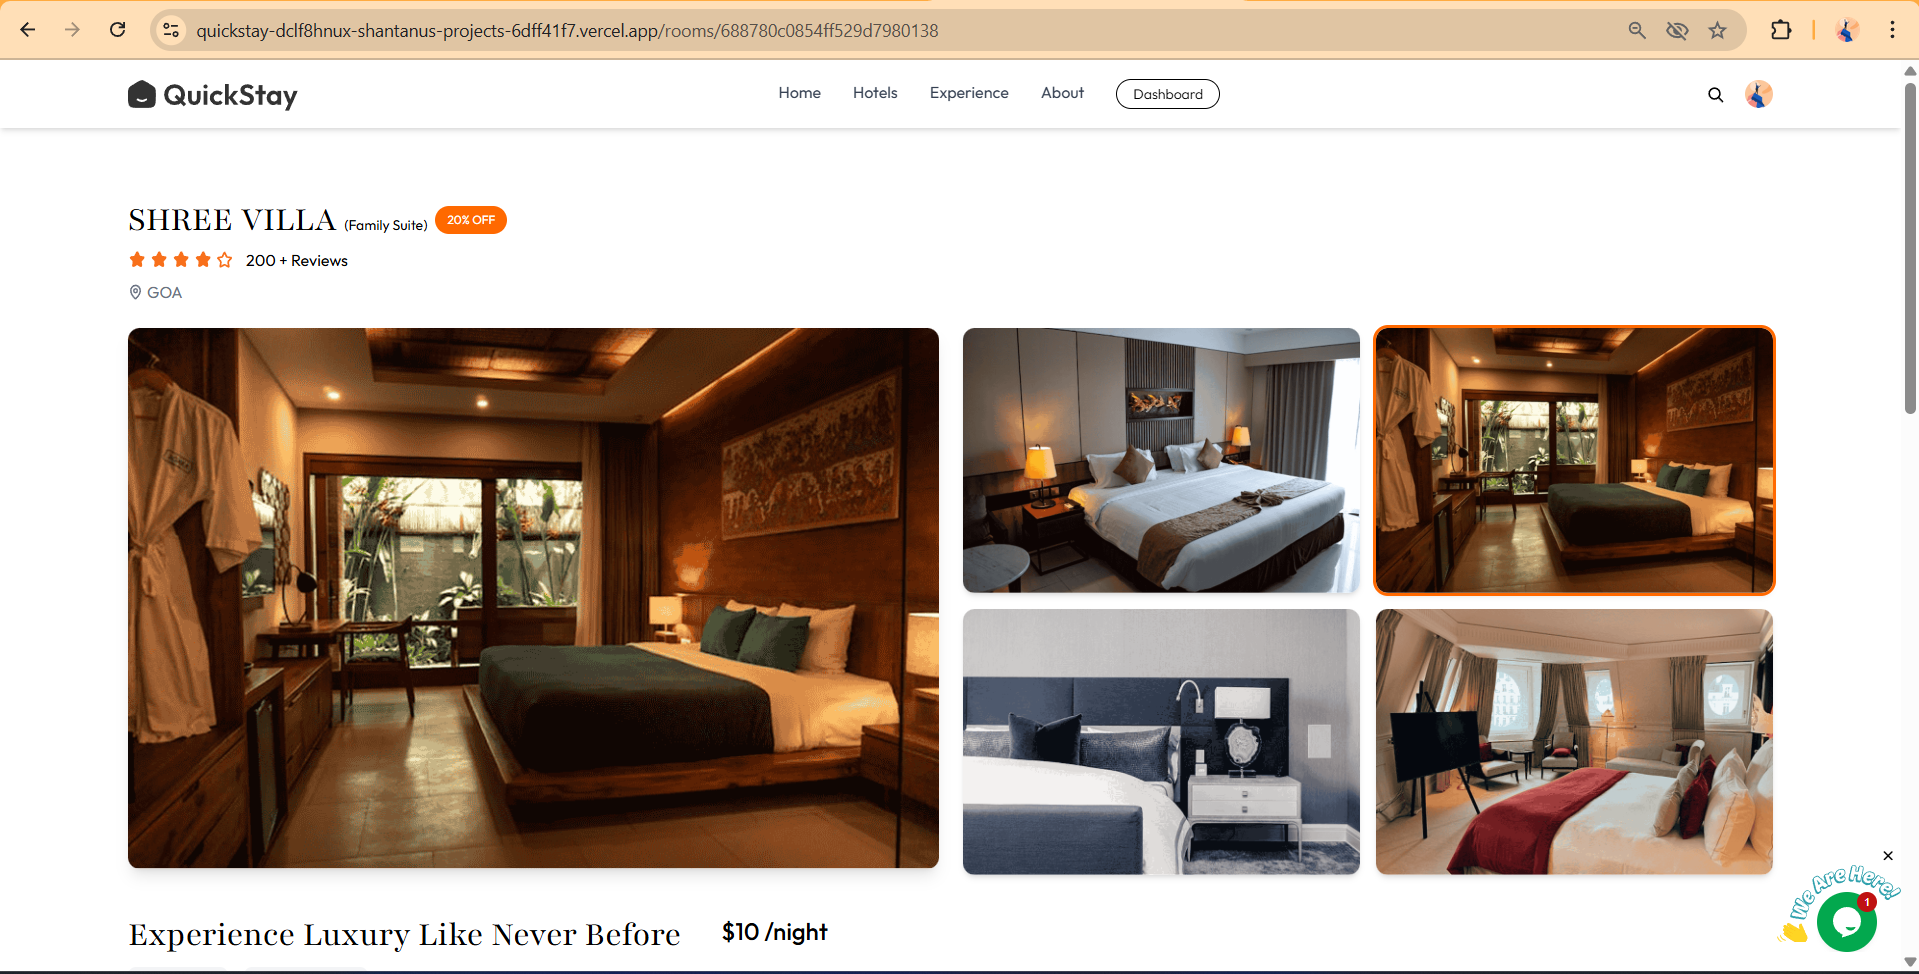 quickstay-dclf8hnux-shantanus-projects-6dff41f7.vercel.app/rooms/688780c0854ff529d7980138
QuickStay
Home Hotels Experience About Dashboard
SHREE VILLA (Family Suite) 20% OFF
200 + Reviews
GOA
We Are Here!
1
Experience Luxury Like Never Before $10 /night